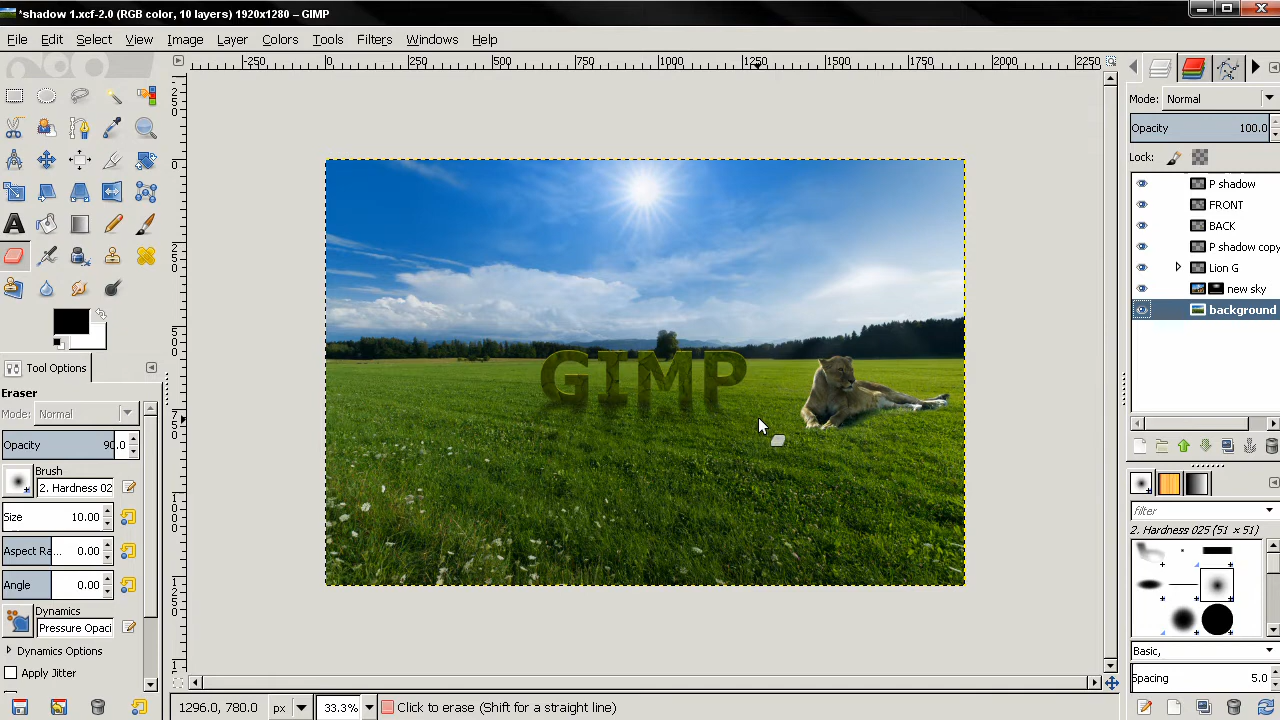 *shadow 1.xcf-2.0 (RGB color, 10 layers) 1920x1280 – GIMP
File Edit Select View Image Layer Colors Tools Filters Windows Help
-250 0 250 500 750 1000 1250 1500 1750 2000 2250
Mode: Normal
Opacity 100.0
Lock:
P shadow
FRONT
BACK
P shadow copy
Lion G
new sky
background
GIMP
Tool Options
Eraser
Mode: Normal
Opacity 90.0
Brush
2. Hardness 02
Size 10.00
Aspect Ra... 0.00
Angle 0.00
Dynamics
Pressure Opaci
Dynamics Options
Apply Jitter
filter
2. Hardness 025 (51 × 51)
Basic,
Spacing 5.0
1296.0, 780.0 px 33.3% Click to erase (Shift for a straight line)